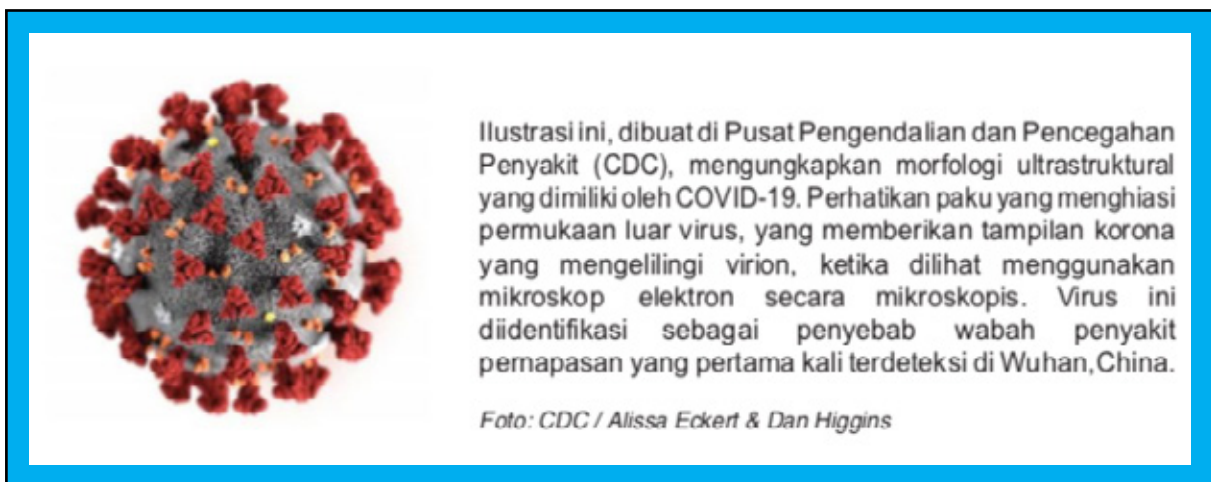 Ilustrasi ini, dibuat di Pusat Pengendalian dan Pencegahan
Penyakit (CDC), mengungkapkan morfologi ultrastruktural
yang dimiliki oleh COVID-19. Perhatikan paku yang menghiasi
permukaan luar virus, yang memberikan tampilan korona
yang mengelilingi virion, ketika dilihat menggunakan
mikroskop elektron secara mikroskopis. Virus ini
diidentifikasi sebagai penyebab wabah penyakit
pernapasan yang pertama kali terdeteksi di Wuhan, China.
Foto: CDC / Alissa Eckert & Dan Higgins